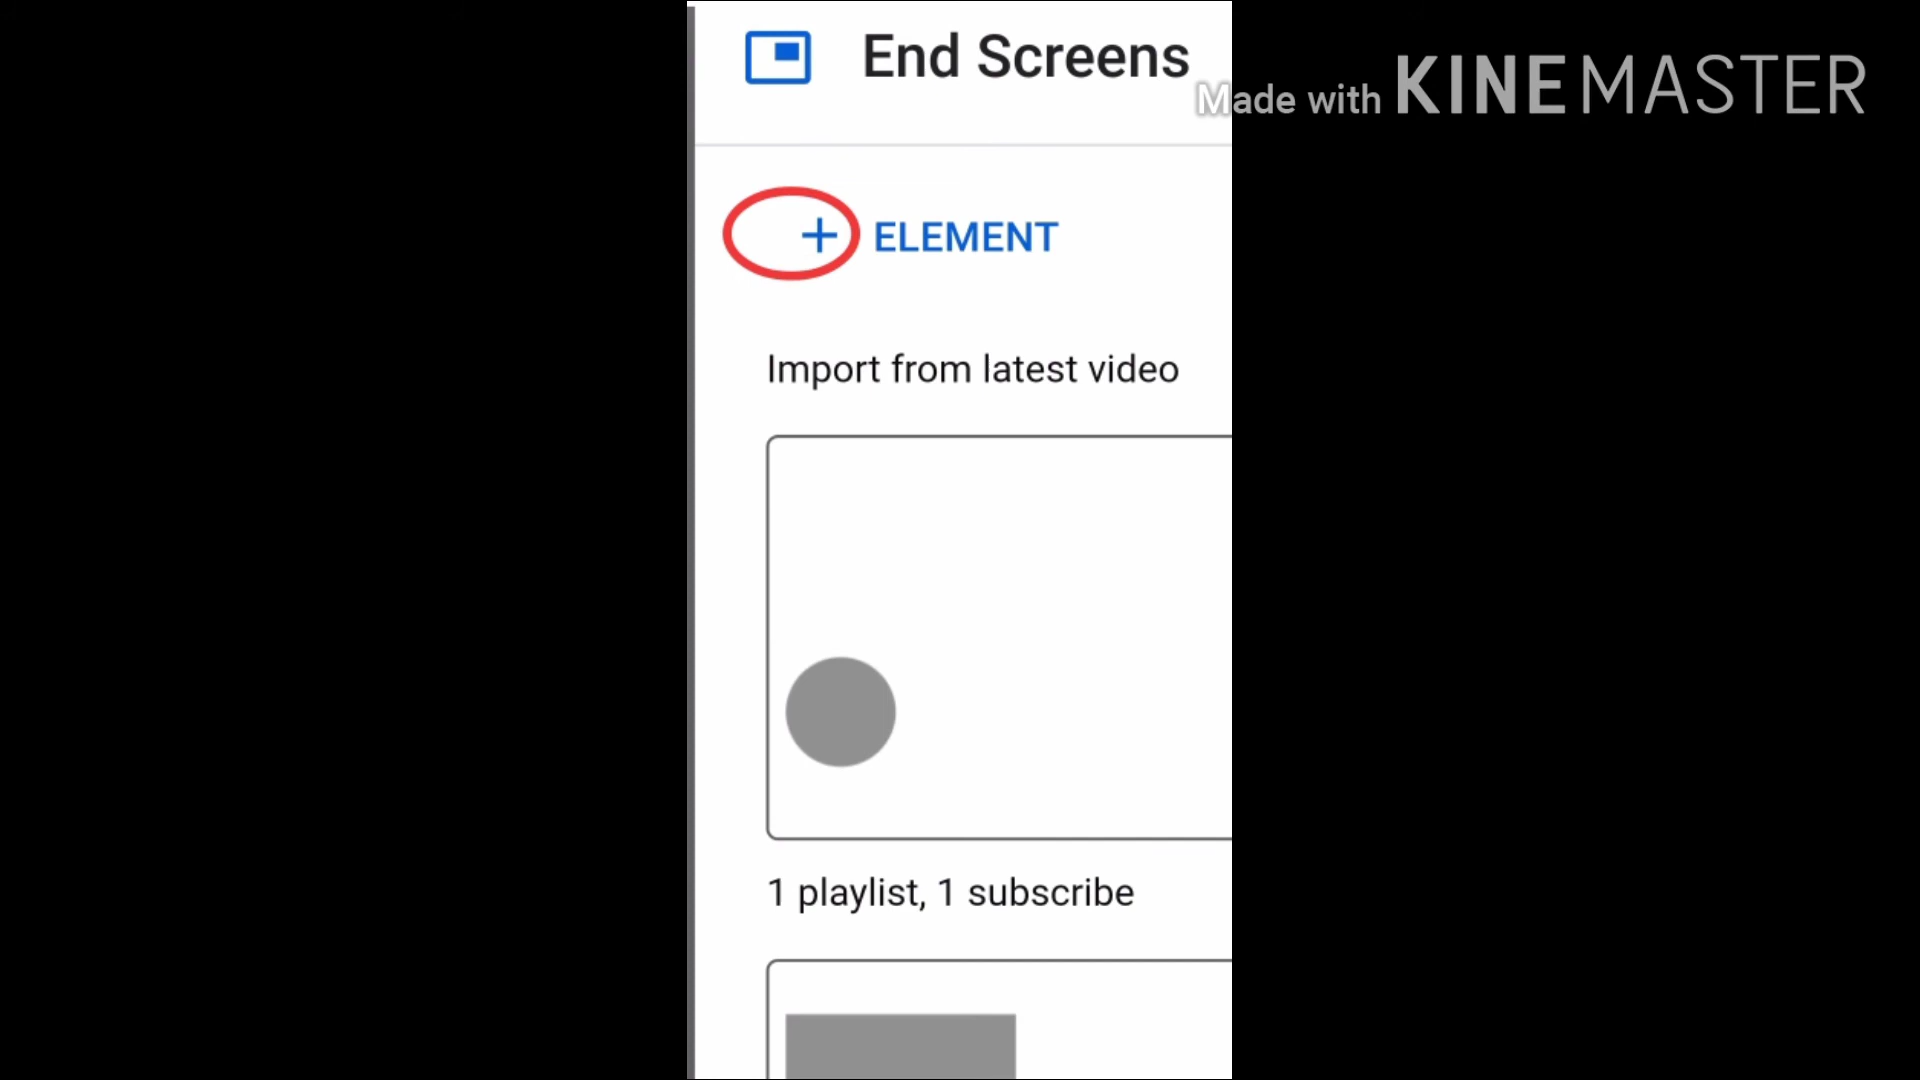 End Screens
Made with KINEMASTER
+ ELEMENT
Import from latest video
1 playlist, 1 subscribe